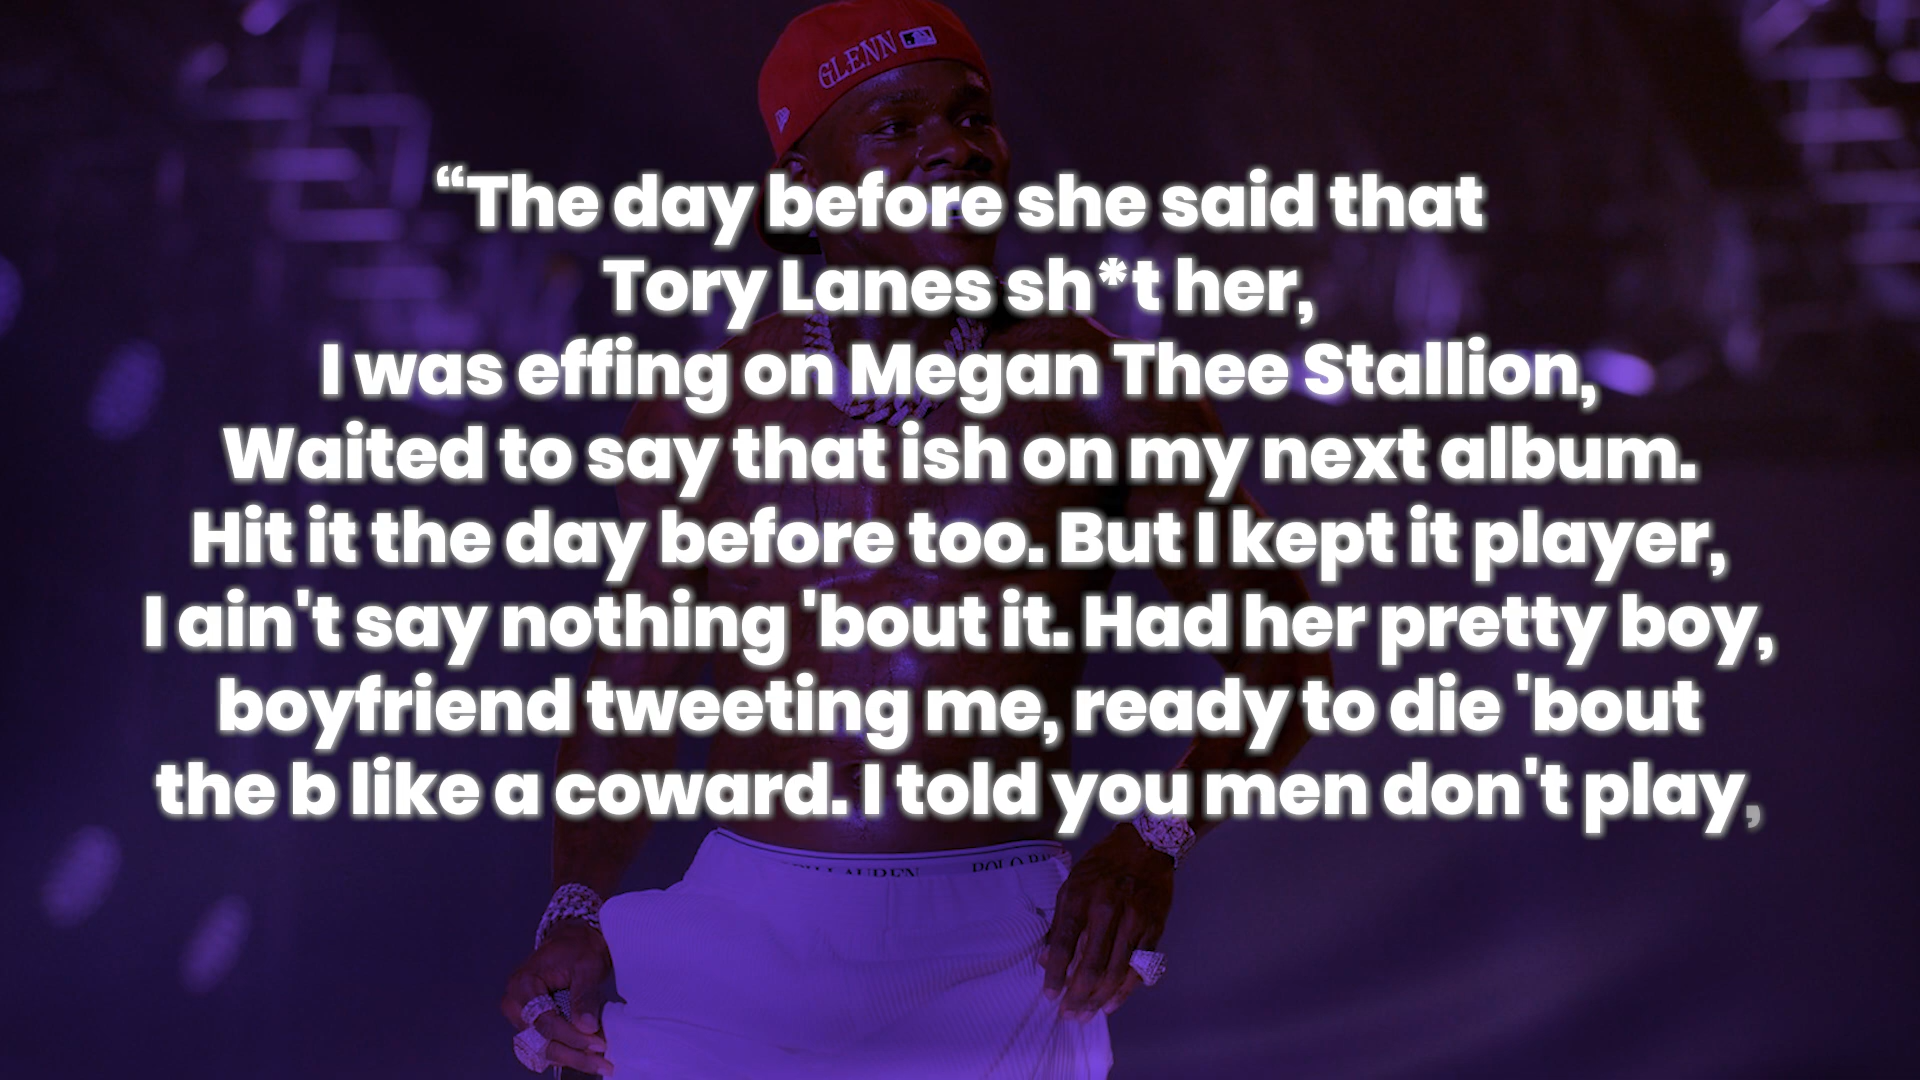 GLENN
“The day before she said that
Tory Lanes sh*t her,
I was effing on Megan Thee Stallion,
Waited to say that ish on my next album.
Hit it the day before too. But I kept it player,
I ain't say nothing 'bout it. Had her pretty boy,
boyfriend tweeting me, ready to die 'bout
the b like a coward. I told you men don't play,
LAUREN POLO